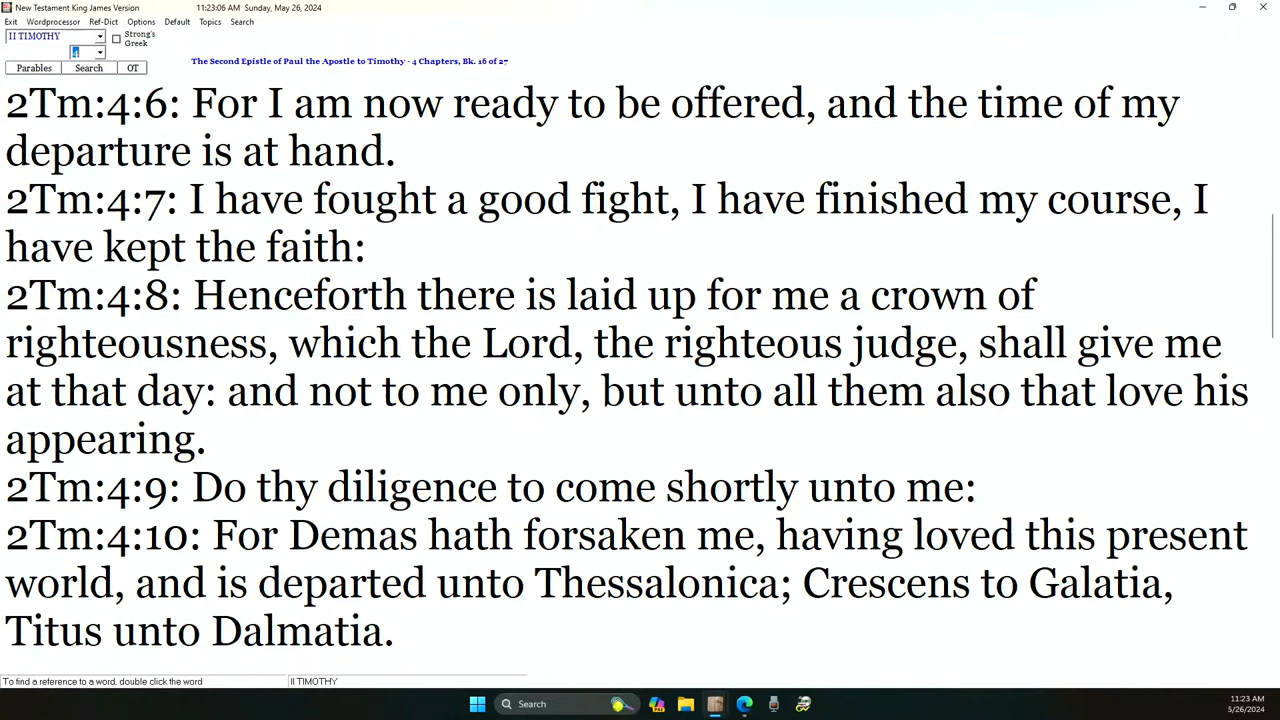 New Testament King James Version 11:23:06 AM Sunday, May 26, 2024
Exit Wordprocessor Ref-Dict Options Default Topics Search
II TIMOTHY Strong's Greek
4
Parables Search OT
The Second Epistle of Paul the Apostle to Timothy - 4 Chapters, Bk. 16 of 27
2Tm:4:6: For I am now ready to be offered, and the time of my
departure is at hand.
2Tm:4:7: I have fought a good fight, I have finished my course, I
have kept the faith:
2Tm:4:8: Henceforth there is laid up for me a crown of
righteousness, which the Lord, the righteous judge, shall give me
at that day: and not to me only, but unto all them also that love his
appearing.
2Tm:4:9: Do thy diligence to come shortly unto me:
2Tm:4:10: For Demas hath forsaken me, having loved this present
world, and is departed unto Thessalonica; Crescens to Galatia,
Titus unto Dalmatia.
To find a reference to a word, double click the word II TIMOTHY
Search
11:23 AM
5/26/2024